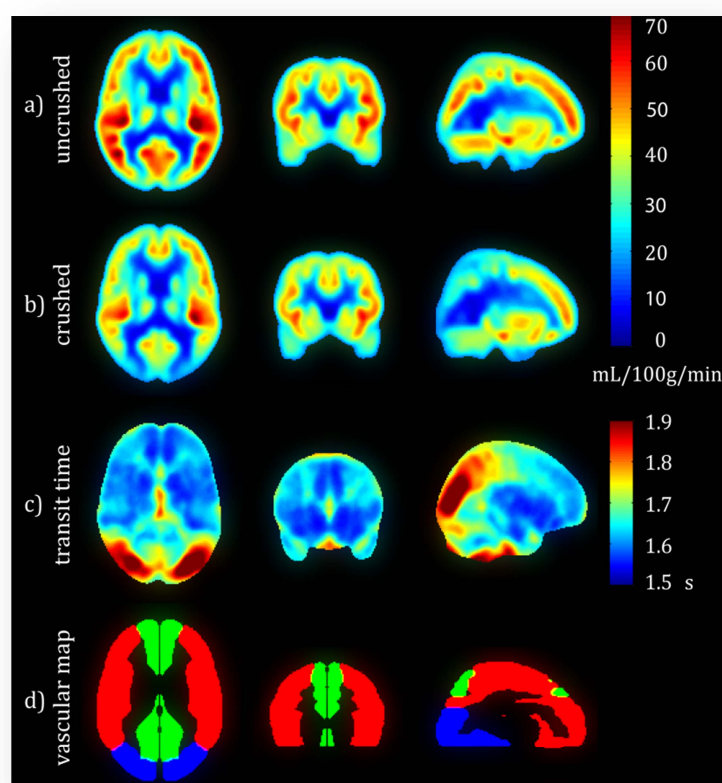 a) uncrushed
70
60
50
40
30
20
10
0
mL/100g/min
b) crushed
c) transit time
1.9
1.8
1.7
1.6
1.5 s
d) vascular map